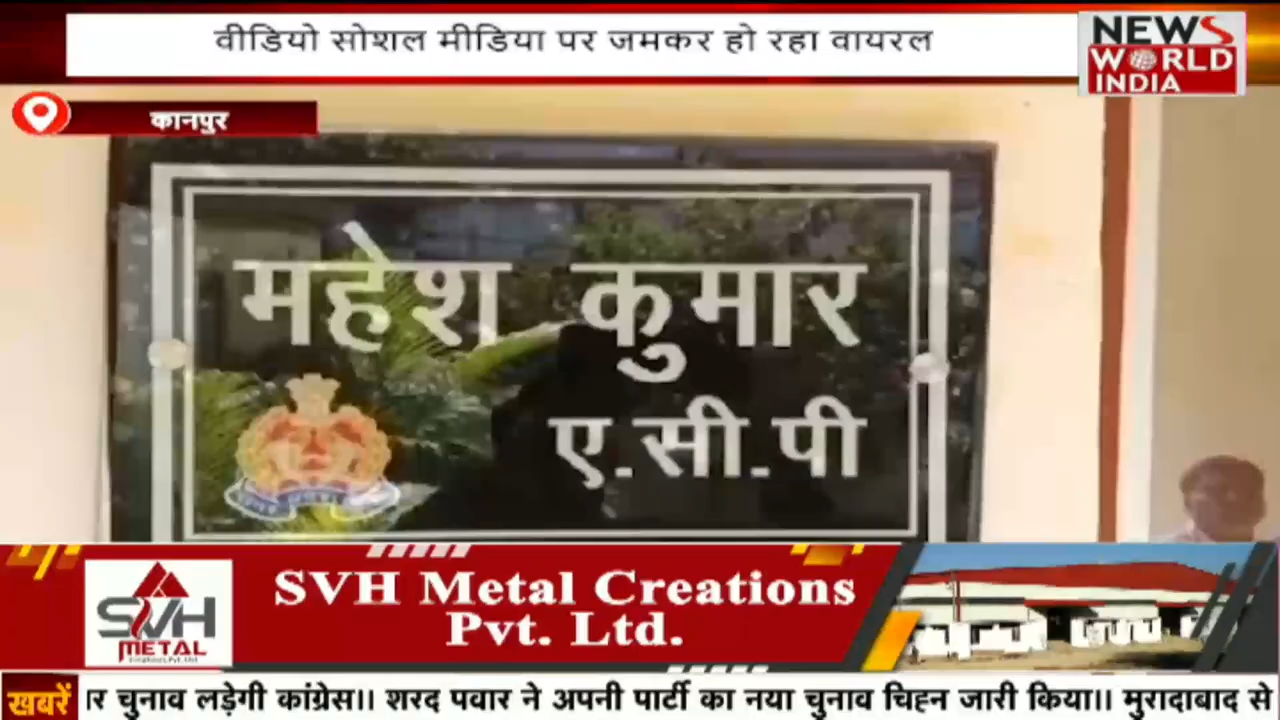 वीडियो सोशल मीडिया पर जमकर हो रहा वायरल
NEWS
WORLD
INDIA
कानपुर
महेश कुमार
ए.सी.पी
SVH
METAL
SVH Metal Creations
Pvt. Ltd.
खबरें
र चुनाव लड़ेगी कांग्रेस।। शरद पवार ने अपनी पार्टी का नया चुनाव चिह्न जारी किया।। मुरादाबाद से